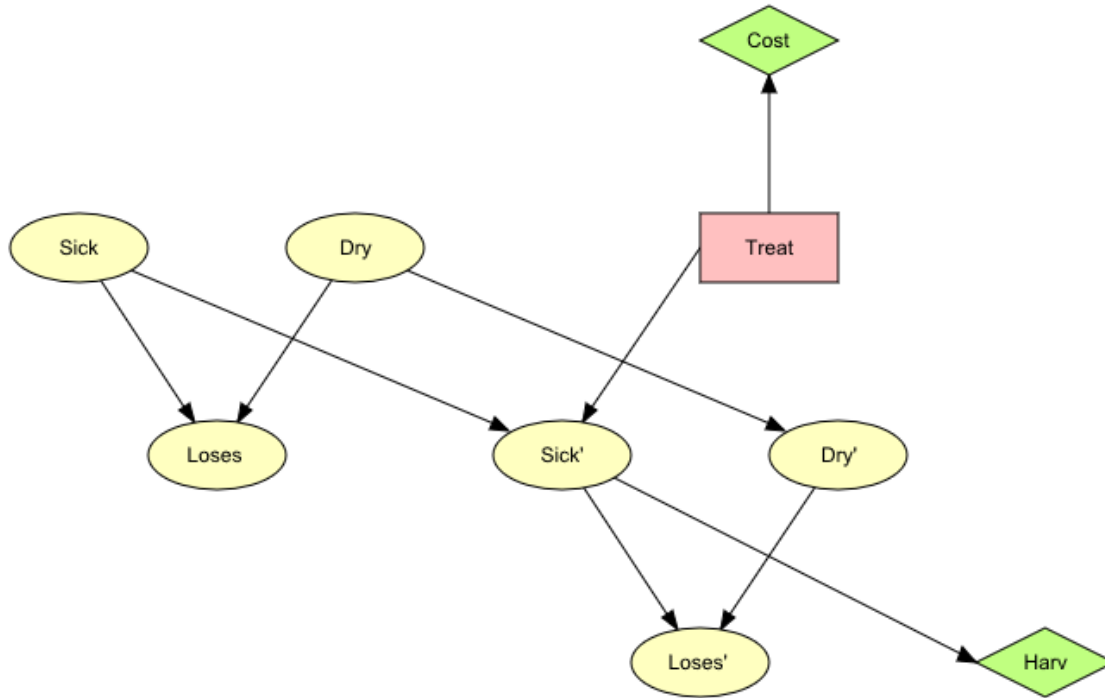 Cost
Sick
Dry
Treat
Loses
Sick'
Dry'
Loses'
Harv